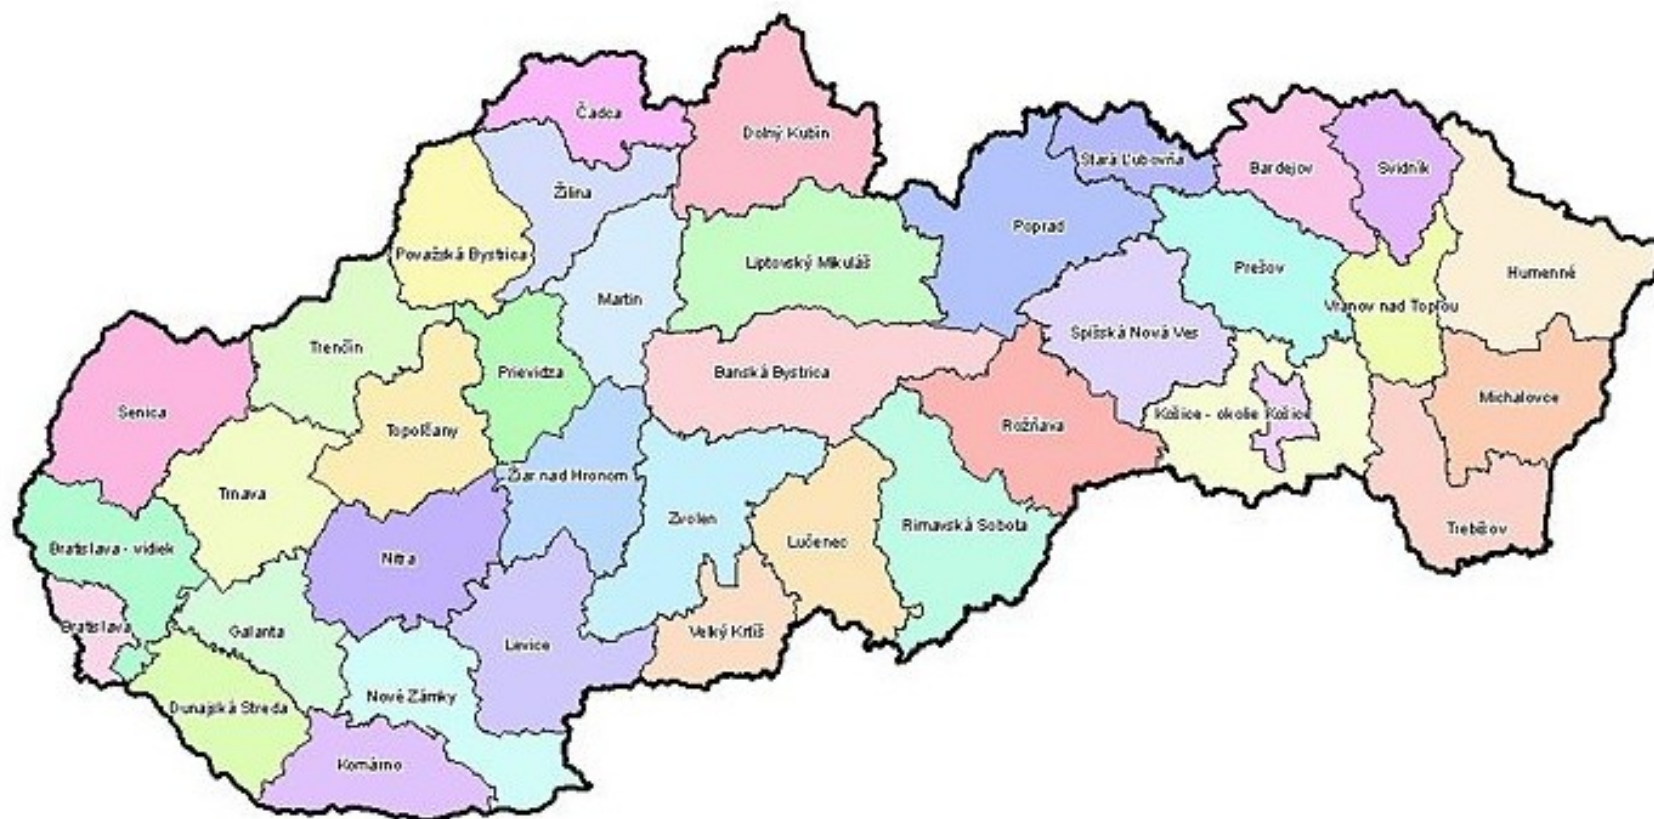 Čadca
Dolný Kubín
Stará Ľubovňa
Bardejov
Svidník
Žilina
Považská Bystrica
Poprad
Liptovský Mikuláš
Prešov
Humenné
Martin
Vranov nad Topľou
Trenčín
Spišská Nová Ves
Prievidza
Banská Bystrica
Michalovce
Senica
Topoľčany
Rožňava
Košice - okolie
Košice
Žiar nad Hronom
Trnava
Zvolen
Rimavská Sobota
Trebišov
Lučenec
Bratislava - vidiek
Nitra
Bratislava
Galanta
Veľký Krtíš
Levice
Nové Zámky
Dunajská Streda
Komárno